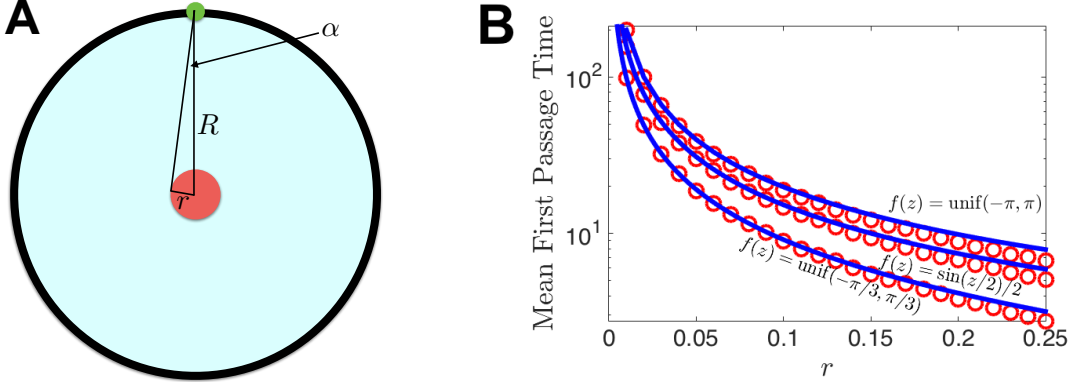 A
α
R
r
B
Mean First Passage Time
10²
10¹
f(z) = unif(−π, π)
f(z) = sin(z/2)/2
f(z) = unif(−π/3, π/3)
0 0.05 0.1 0.15 0.2 0.25
r